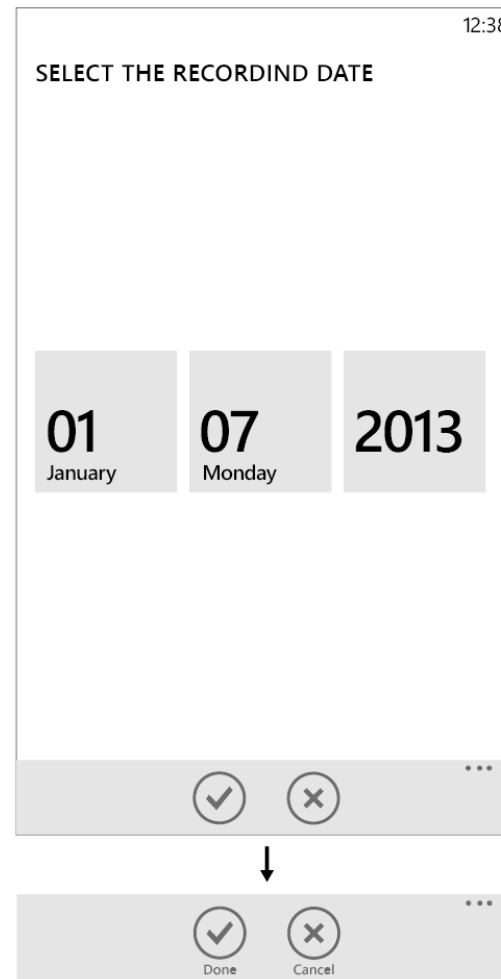 12:38
SELECT THE RECORDIND DATE
01 07 2013
January Monday
Done Cancel